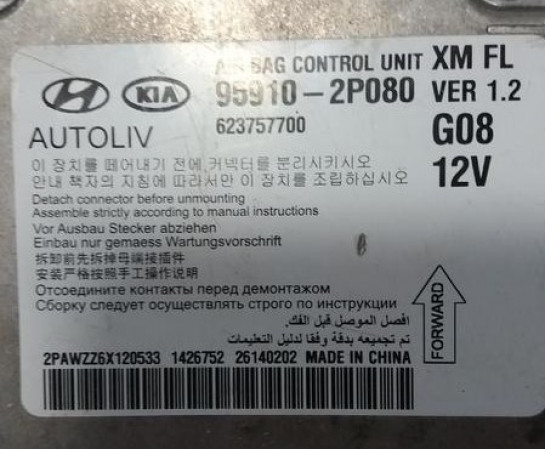 AIR BAG CONTROL UNIT XM FL
KIA 95910-2P080 VER 1.2
AUTOLIV 623757700 G08
이 장치를 떼어내기 전에 커넥터를 분리시키시오
안내 책자의 지침에 따라서만 이 장치를 조립하십시오 12V
Detach connector before unmounting
Assemble strictly according to manual instructions
Vor Ausbau Stecker abziehen
Einbau nur gemaess Wartungsvorschrift
拆卸前先拆掉母端接插件
安装严格按照手工操作说明
Отсоедините контакты перед демонтажом
Сборку следует осуществлять строго по инструкции
افصل الموصل قبل الفك.
تم تجميعه بدقة وفقا لدليل التعليمات
FORWARD
2PAWZZ6X120533 1426752 26140202 MADE IN CHINA